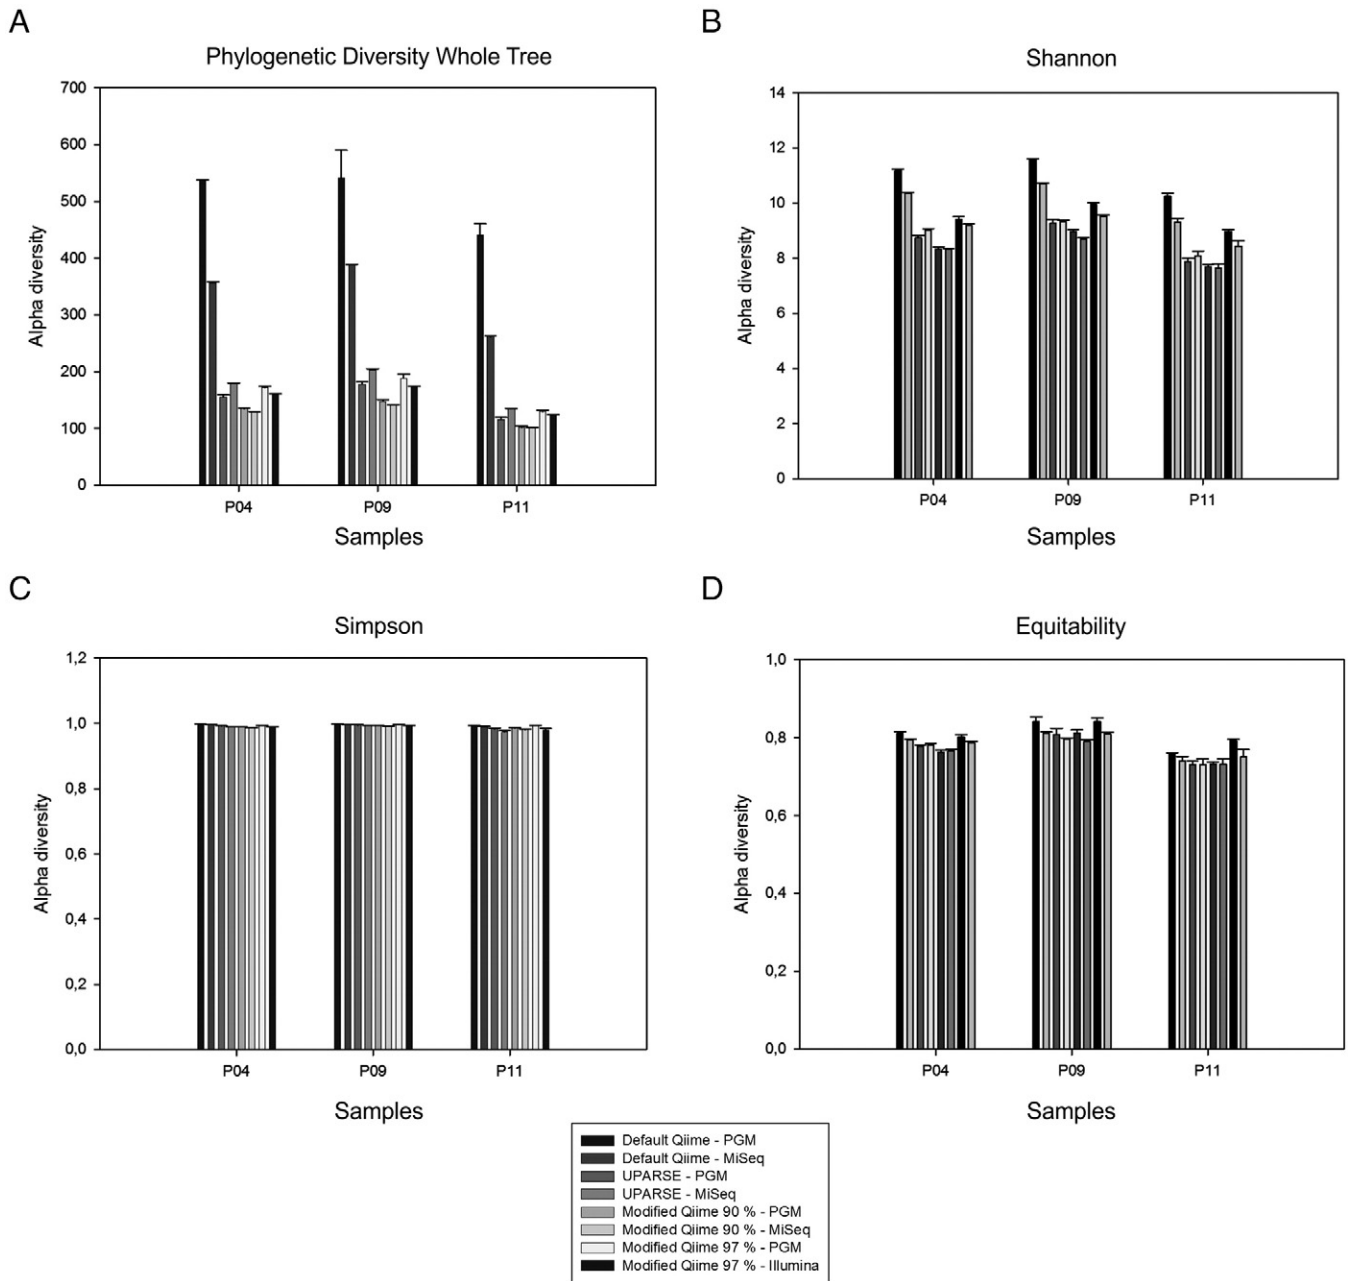 A
Phylogenetic Diversity Whole Tree
700
600
500
400
300
200
100
0
Alpha diversity
P04 P09 P11
Samples
B
Shannon
14
12
10
8
6
4
2
0
Alpha diversity
P04 P09 P11
Samples
C
Simpson
1,2
1,0
0,8
0,6
0,4
0,2
0,0
Alpha diversity
P04 P09 P11
Samples
D
Equitability
1,0
0,8
0,6
0,4
0,2
0,0
Alpha diversity
P04 P09 P11
Samples
Default Qiime - PGM
Default Qiime - MiSeq
UPARSE - PGM
UPARSE - MiSeq
Modified Qiime 90 % - PGM
Modified Qiime 90 % - MiSeq
Modified Qiime 97 % - PGM
Modified Qiime 97 % - Illumina